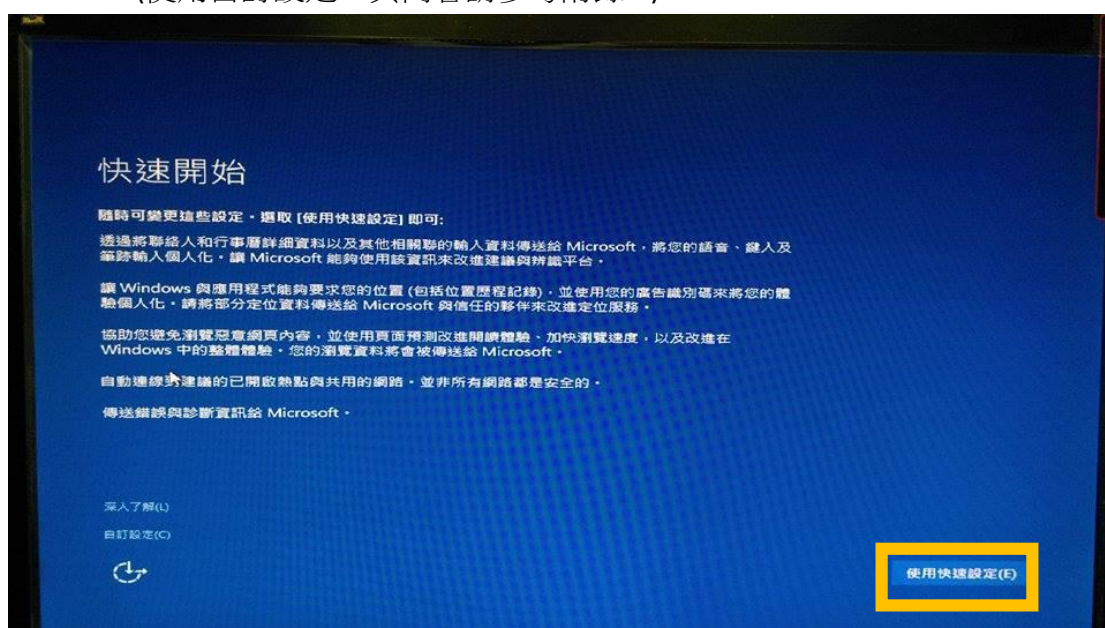 快速開始
隨時可變更這些設定。選取 [使用快速設定] 即可:
透過將聯絡人和行事曆詳細資料以及其他相關聯的輸入資料傳送給 Microsoft，將您的語音、鍵入及
筆跡輸入個人化。讓 Microsoft 能夠使用該資訊來改進建議與辨識平台。
讓 Windows 與應用程式能夠要求您的位置 (包括位置歷程記錄)，並使用您的廣告識別碼來將您的體
驗個人化。請將部分定位資料傳送給 Microsoft 與信任的夥伴來改進定位服務。
協助您避免瀏覽惡意網頁內容，並使用頁面預測改進閱讀體驗、加快瀏覽速度，以及改進在
Windows 中的整體體驗。您的瀏覽資料將會被傳送給 Microsoft。
自動連線到建議的已開啟熱點與共用的網路。並非所有網路都是安全的。
傳送錯誤與診斷資訊給 Microsoft。
深入了解(L)
自訂設定(C)
使用快速設定(E)